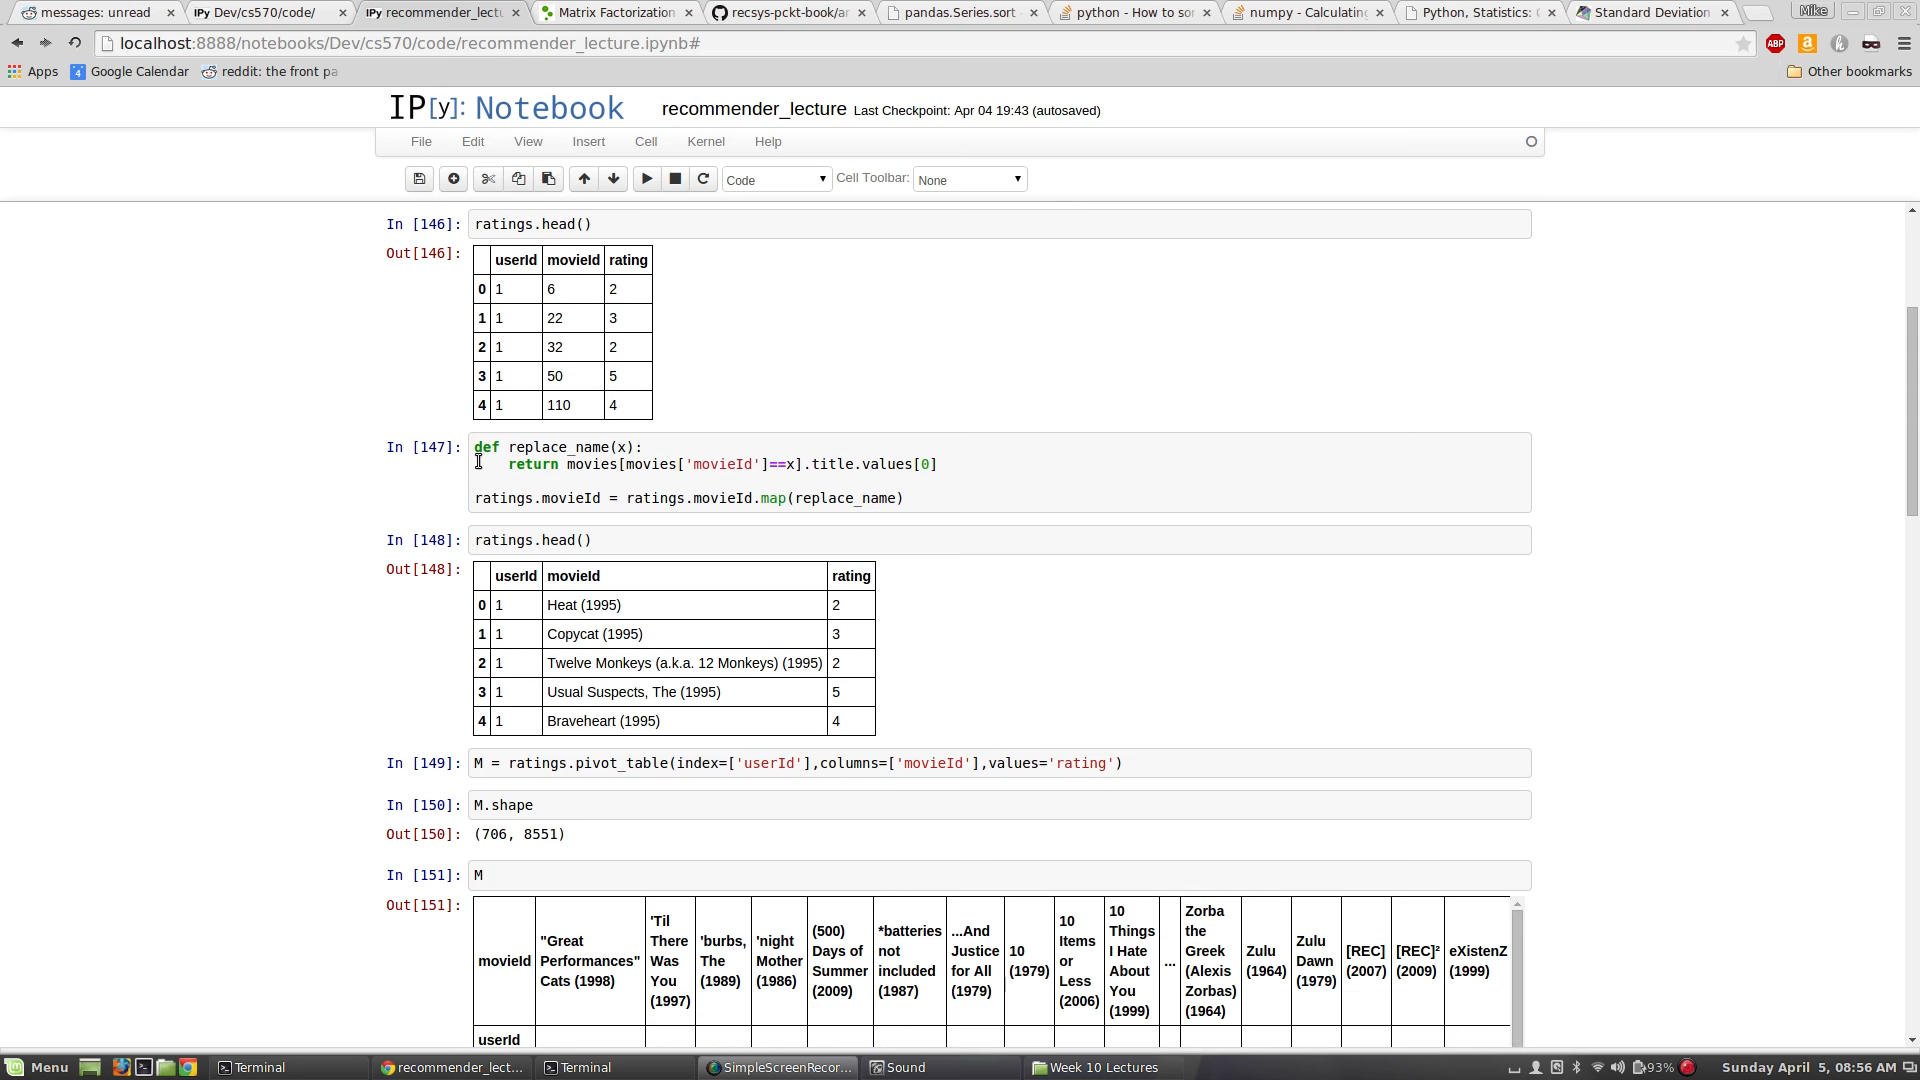 messages: unread
IPy Dev/cs570/code/
IPy recommender_lectu
Matrix Factorization
recsys-pckt-book/ar
pandas.Series.sort
python - How to sor
numpy - Calculating
Python, Statistics: C
Standard Deviation
Mike
localhost:8888/notebooks/Dev/cs570/code/recommender_lecture.ipynb#
ABP
Apps
4 Google Calendar
reddit: the front pa
Other bookmarks
IP[y]: Notebook
recommender_lecture Last Checkpoint: Apr 04 19:43 (autosaved)
File Edit View Insert Cell Kernel Help
Code Cell Toolbar: None
In [146]: ratings.head()
Out[146]:
userId movieId rating
0 1 6 2
1 1 22 3
2 1 32 2
3 1 50 5
4 1 110 4
In [147]: def replace_name(x):
return movies[movies['movieId']==x].title.values[0]
ratings.movieId = ratings.movieId.map(replace_name)
In [148]: ratings.head()
Out[148]:
userId movieId rating
0 1 Heat (1995) 2
1 1 Copycat (1995) 3
2 1 Twelve Monkeys (a.k.a. 12 Monkeys) (1995) 2
3 1 Usual Suspects, The (1995) 5
4 1 Braveheart (1995) 4
In [149]: M = ratings.pivot_table(index=['userId'],columns=['movieId'],values='rating')
In [150]: M.shape
Out[150]: (706, 8551)
In [151]: M
Out[151]:
movieId
"Great
Performances"
Cats (1998)
'Til
There
Was
You
(1997)
'burbs,
The
(1989)
'night
Mother
(1986)
(500)
Days of
Summer
(2009)
*batteries
not
included
(1987)
...And
Justice
for All
(1979)
10
(1979)
10
Items
or
Less
(2006)
10
Things
I Hate
About
You
(1999)
...
Zorba
the
Greek
(Alexis
Zorbas)
(1964)
Zulu
(1964)
Zulu
Dawn
(1979)
[REC]
(2007)
[REC]²
(2009)
eXistenZ
(1999)
userId
Menu
Terminal
recommender_lect...
Terminal
SimpleScreenRecor...
Sound
Week 10 Lectures
93%
Sunday April 5, 08:56 AM